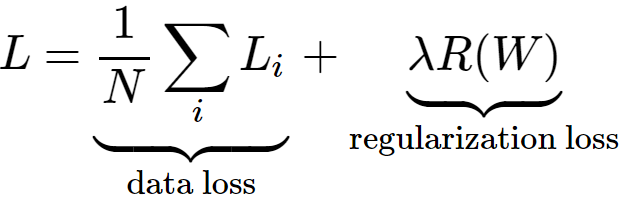 L = 1/N ∑_i L_i + λR(W)
data loss
regularization loss